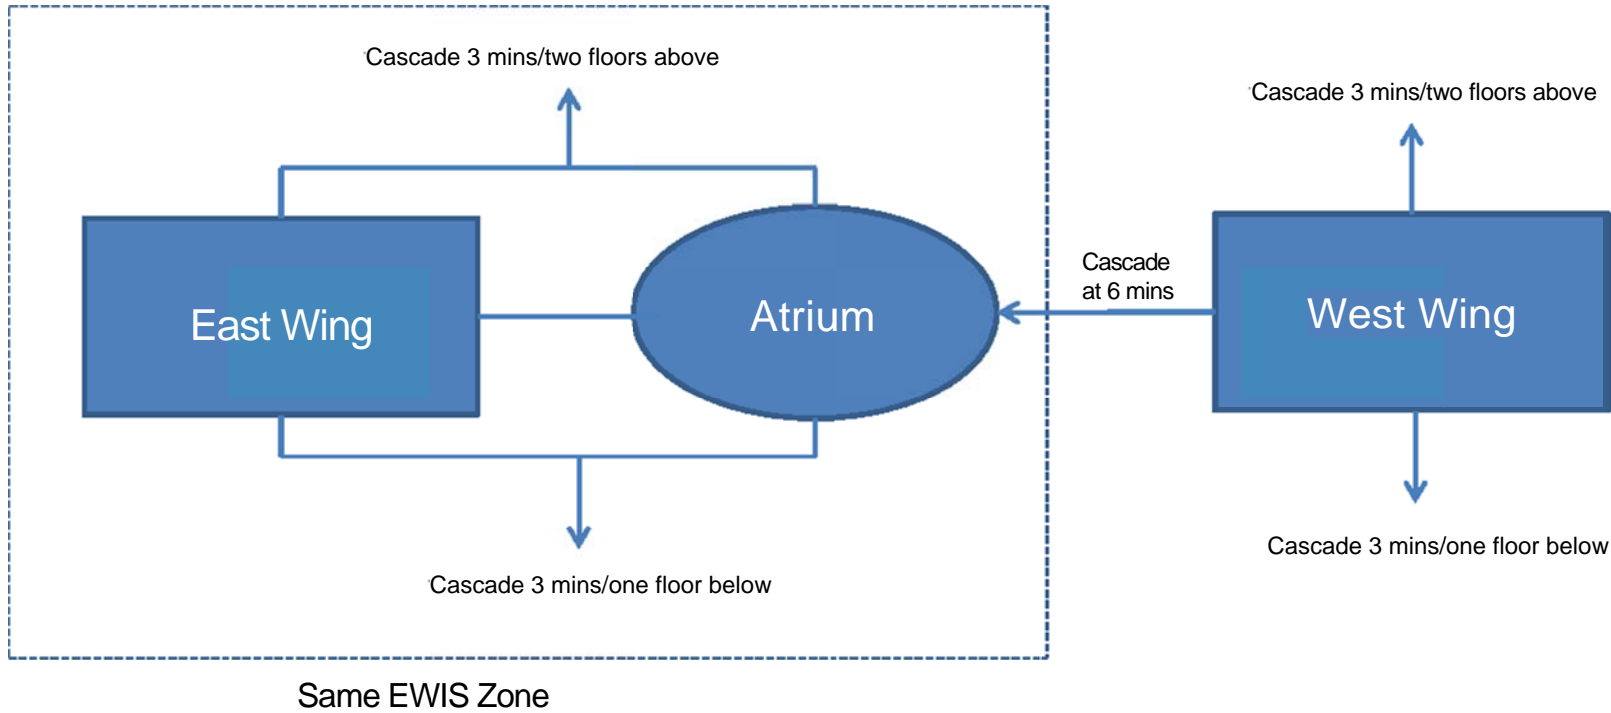 Cascade 3 mins/two floors above
Cascade 3 mins/two floors above
East Wing
Atrium
Cascade
at 6 mins
West Wing
Cascade 3 mins/one floor below
Cascade 3 mins/one floor below
Same EWIS Zone